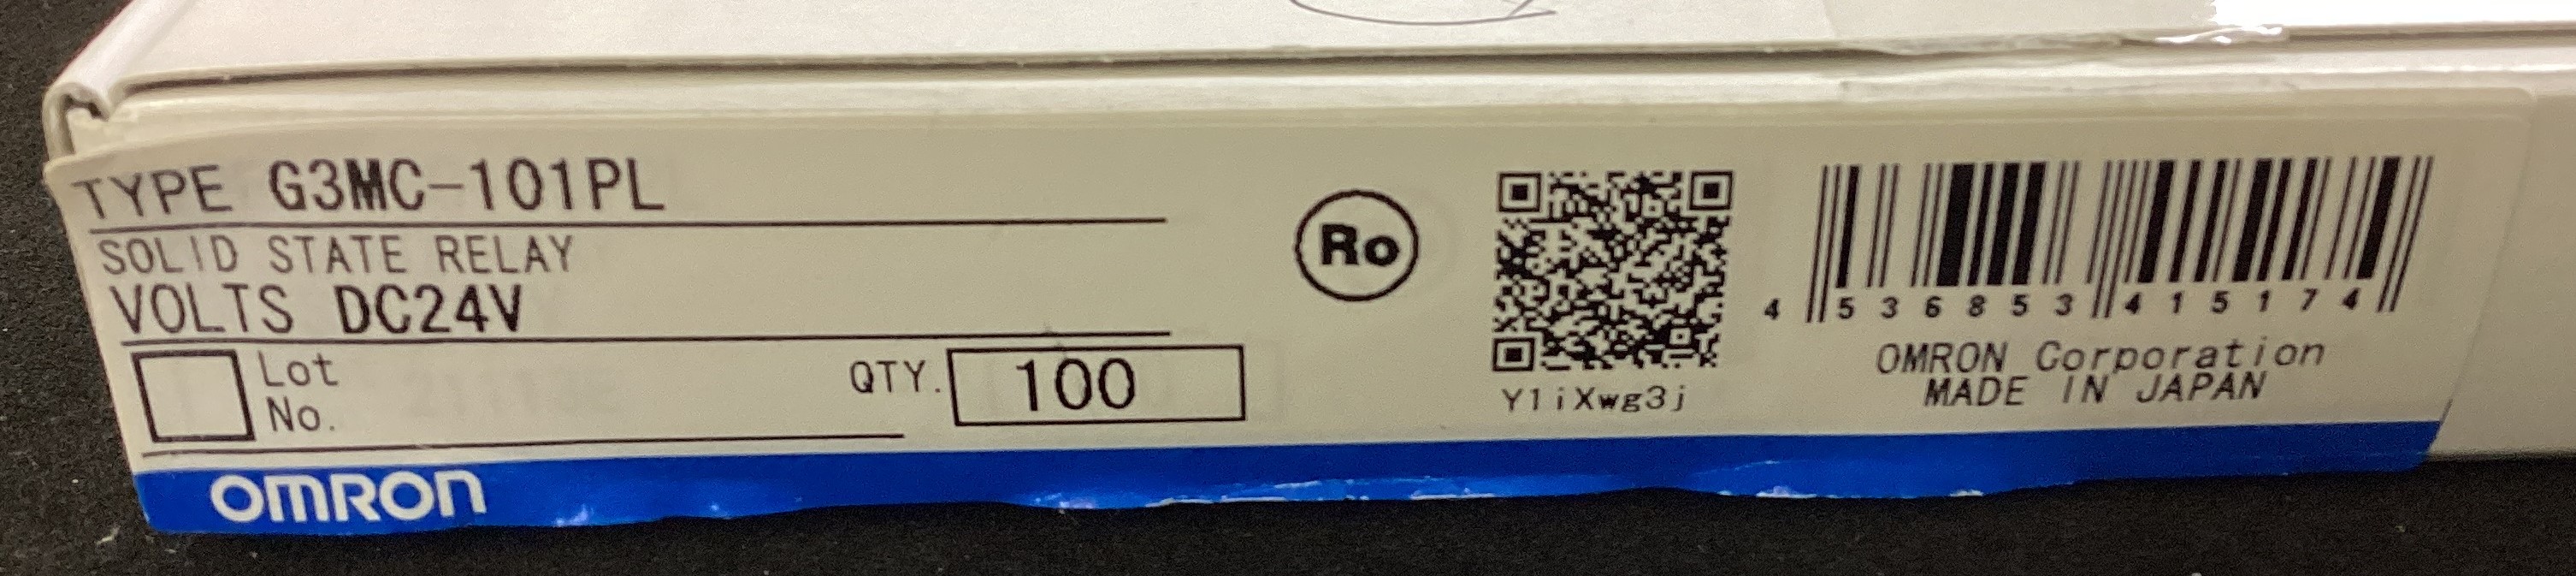 TYPE G3MC-101PL
SOLID STATE RELAY
VOLTS DC24V
Lot
No.
QTY. 100
OMRON
Ro
Y1iXwg3j
4 536853 415174
OMRON Corporation
MADE IN JAPAN